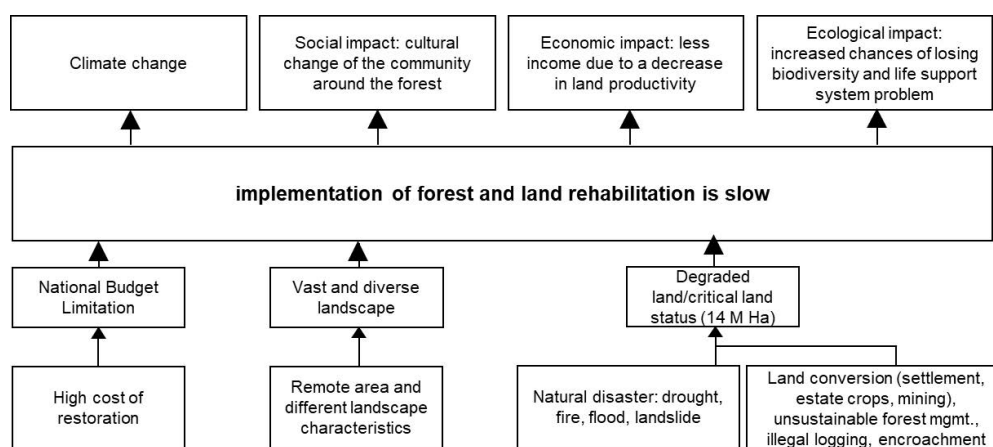 Climate change
Social impact: cultural
change of the community
around the forest
Economic impact: less
income due to a decrease
in land productivity
Ecological impact:
increased chances of losing
biodiversity and life support
system problem
implementation of forest and land rehabilitation is slow
National Budget
Limitation
Vast and diverse
landscape
Degraded
land/critical land
status (14 M Ha)
High cost of
restoration
Remote area and
different landscape
characteristics
Natural disaster: drought,
fire, flood, landslide
Land conversion (settlement,
estate crops, mining),
unsustainable forest mgmt.,
illegal logging, encroachment